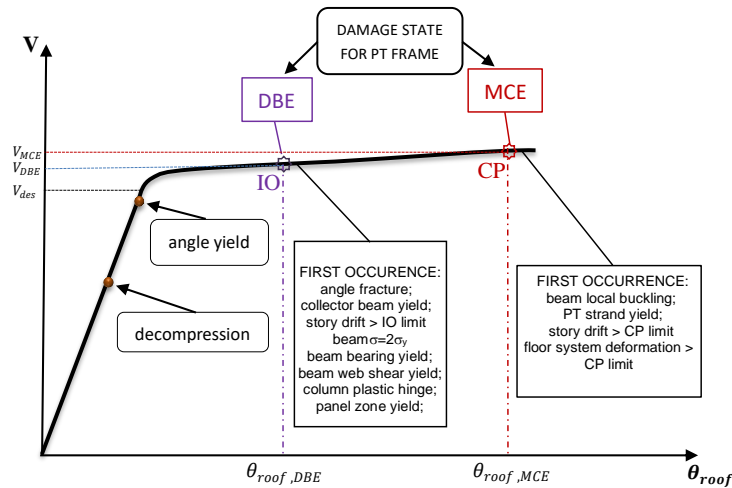 DAMAGE STATE
FOR PT FRAME
V
DBE
MCE
V_MCE
V_DBE
V_des
IO
CP
angle yield
decompression
FIRST OCCURENCE:
angle fracture;
collector beam yield;
story drift > IO limit
beam σ=2σ_y
beam bearing yield;
beam web shear yield;
column plastic hinge;
panel zone yield;
FIRST OCCURRENCE:
beam local buckling;
PT strand yield;
story drift > CP limit
floor system deformation >
CP limit
θ_roof,DBE
θ_roof,MCE
θ_roof